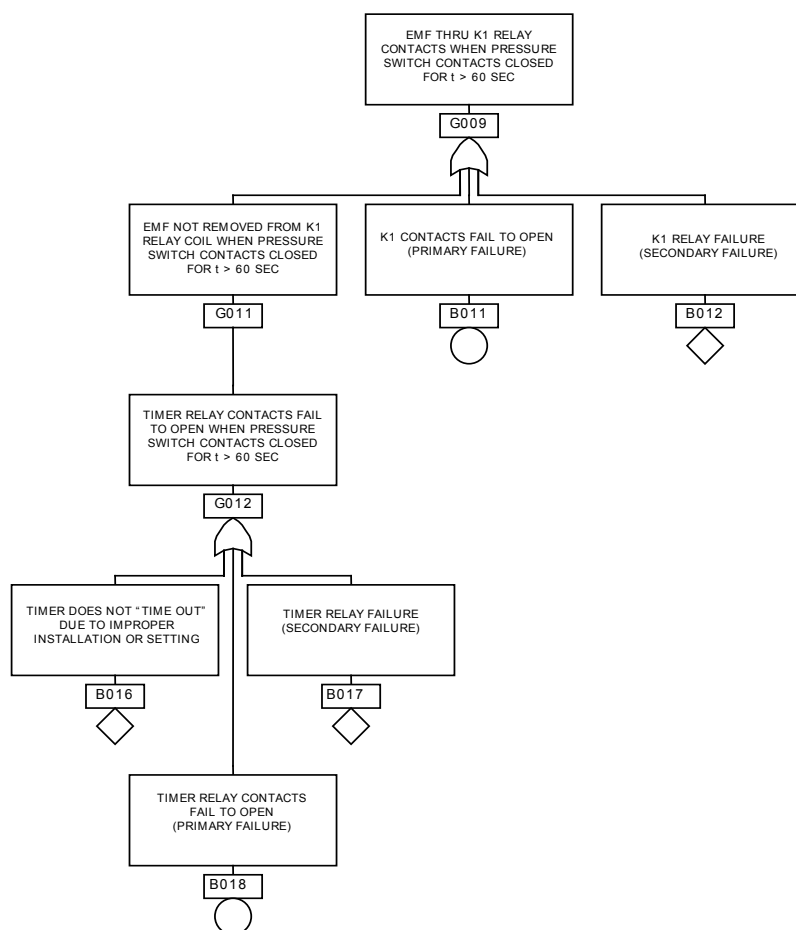 EMF THRU K1 RELAY
CONTACTS WHEN PRESSURE
SWITCH CONTACTS CLOSED
FOR t > 60 SEC
G009
EMF NOT REMOVED FROM K1
RELAY COIL WHEN PRESSURE
SWITCH CONTACTS CLOSED
FOR t > 60 SEC
G011
K1 CONTACTS FAIL TO OPEN
(PRIMARY FAILURE)
B011
K1 RELAY FAILURE
(SECONDARY FAILURE)
B012
TIMER RELAY CONTACTS FAIL
TO OPEN WHEN PRESSURE
SWITCH CONTACTS CLOSED
FOR t > 60 SEC
G012
TIMER DOES NOT “TIME OUT”
DUE TO IMPROPER
INSTALLATION OR SETTING
B016
TIMER RELAY FAILURE
(SECONDARY FAILURE)
B017
TIMER RELAY CONTACTS
FAIL TO OPEN
(PRIMARY FAILURE)
B018